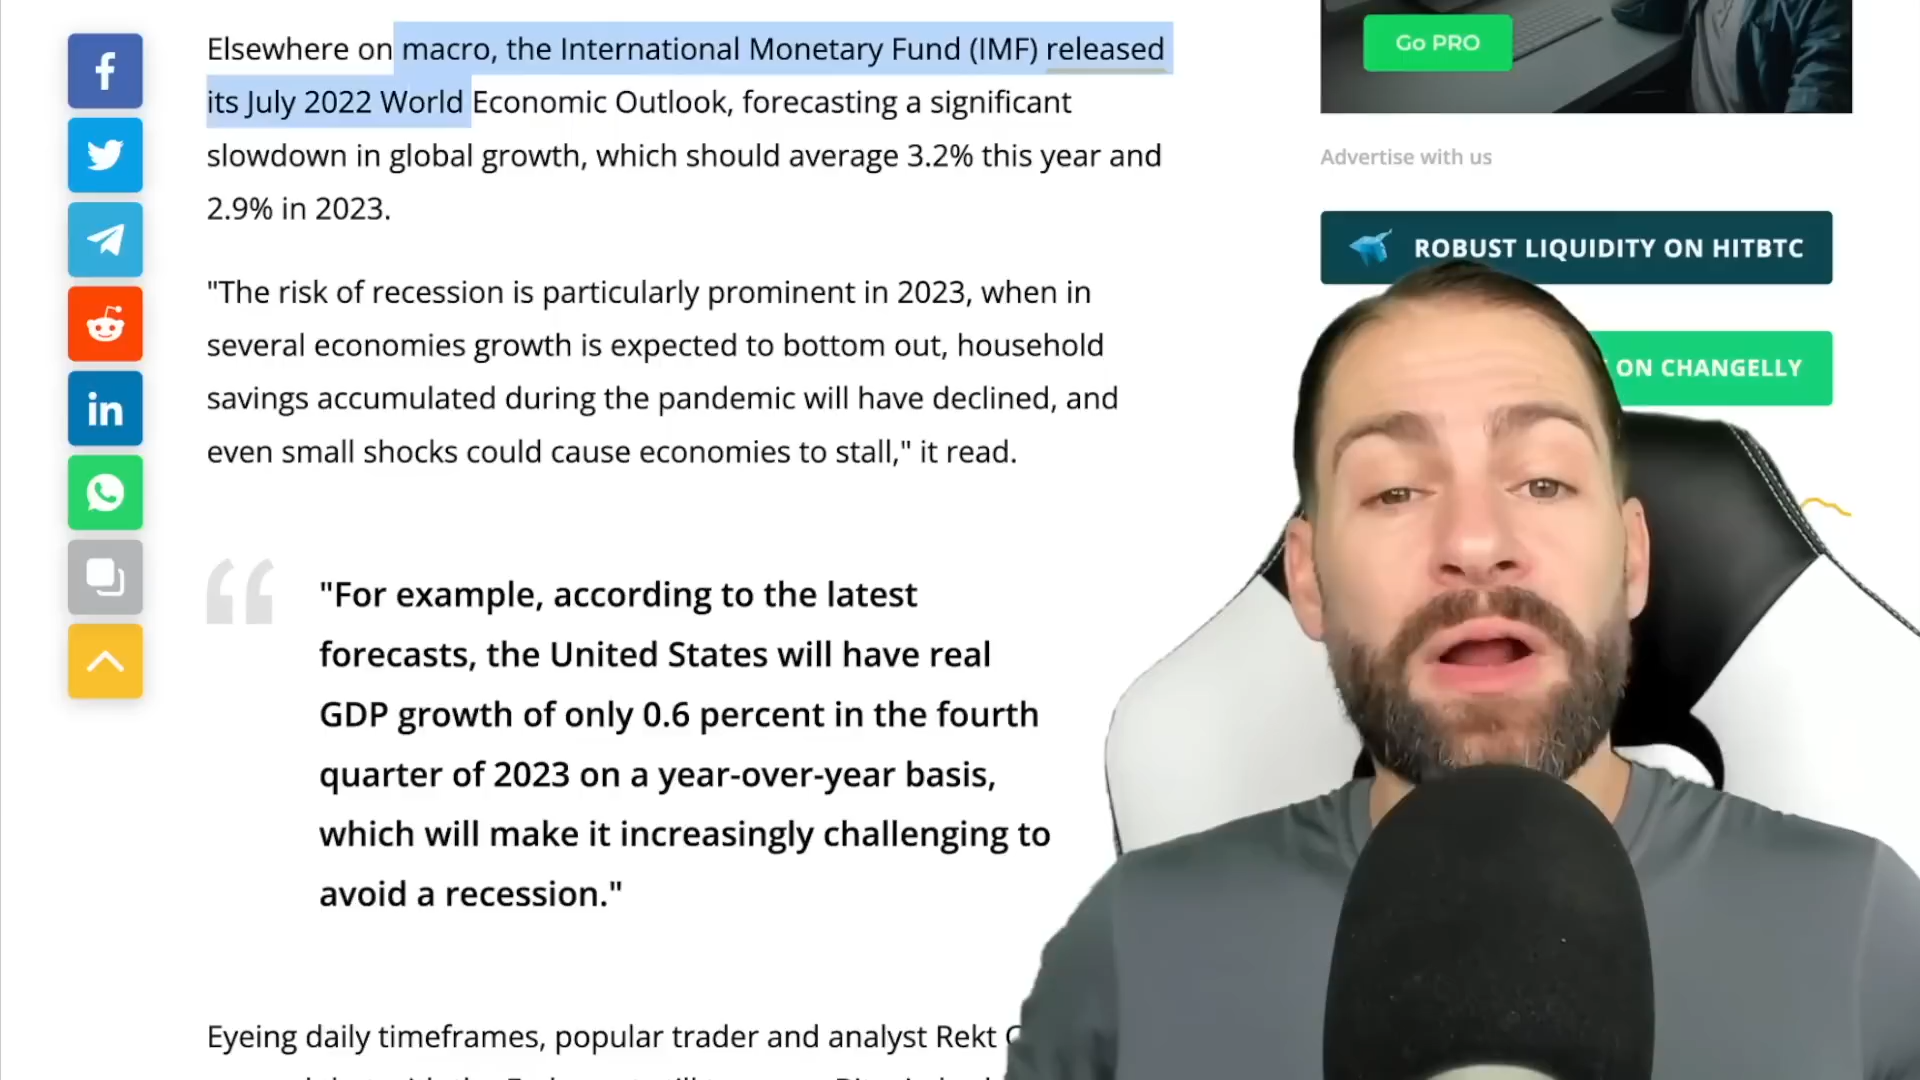 Elsewhere on macro, the International Monetary Fund (IMF) released
its July 2022 World Economic Outlook, forecasting a significant
slowdown in global growth, which should average 3.2% this year and
2.9% in 2023.
"The risk of recession is particularly prominent in 2023, when in
several economies growth is expected to bottom out, household
savings accumulated during the pandemic will have declined, and
even small shocks could cause economies to stall," it read.
"For example, according to the latest
forecasts, the United States will have real
GDP growth of only 0.6 percent in the fourth
quarter of 2023 on a year-over-year basis,
which will make it increasingly challenging to
avoid a recession."
Eyeing daily timeframes, popular trader and analyst Rekt
Go PRO
Advertise with us
ROBUST LIQUIDITY ON HITBTC
ON CHANGELLY